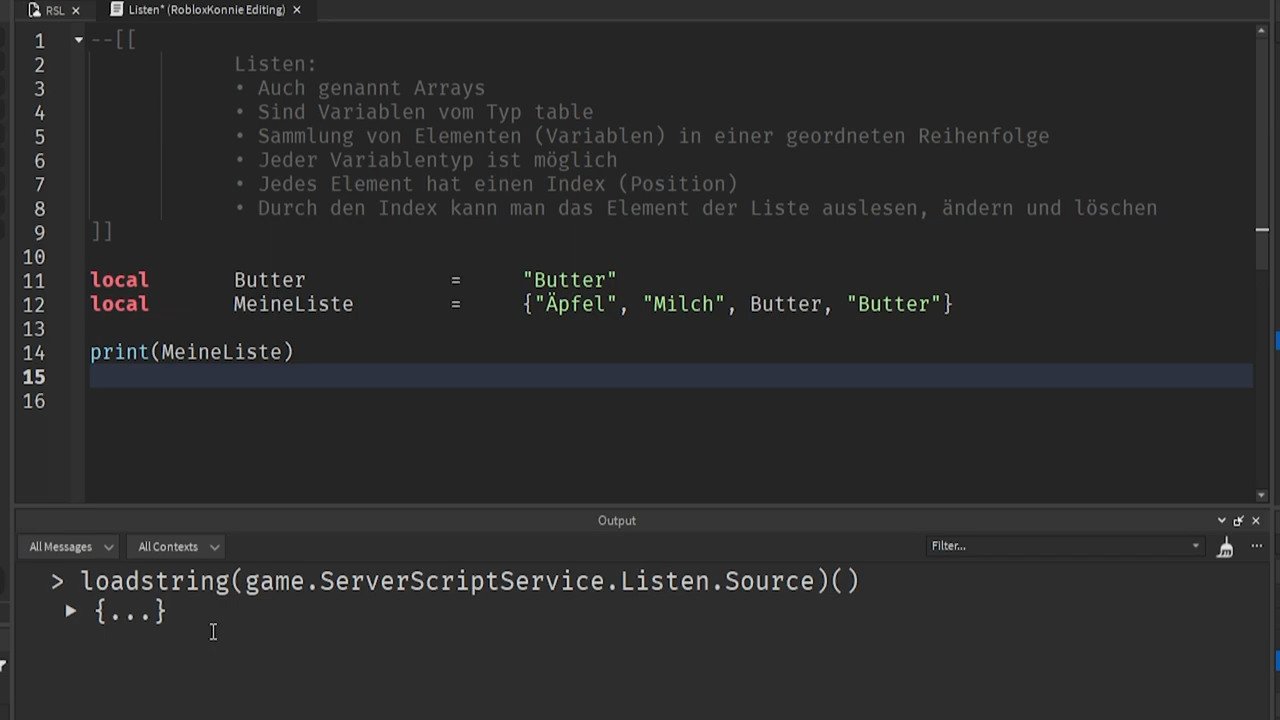 RSL
Listen* (RobloxKonnie Editing)
1 --[[
2 Listen:
3 • Auch genannt Arrays
4 • Sind Variablen vom Typ table
5 • Sammlung von Elementen (Variablen) in einer geordneten Reihenfolge
6 • Jeder Variablentyp ist möglich
7 • Jedes Element hat einen Index (Position)
8 • Durch den Index kann man das Element der Liste auslesen, ändern und löschen
9 ]]
10
11 local Butter = "Butter"
12 local MeineListe = {"Äpfel", "Milch", Butter, "Butter"}
13
14 print(MeineListe)
15
16
Output
All Messages All Contexts Filter...
> loadstring(game.ServerScriptService.Listen.Source)()
{...}